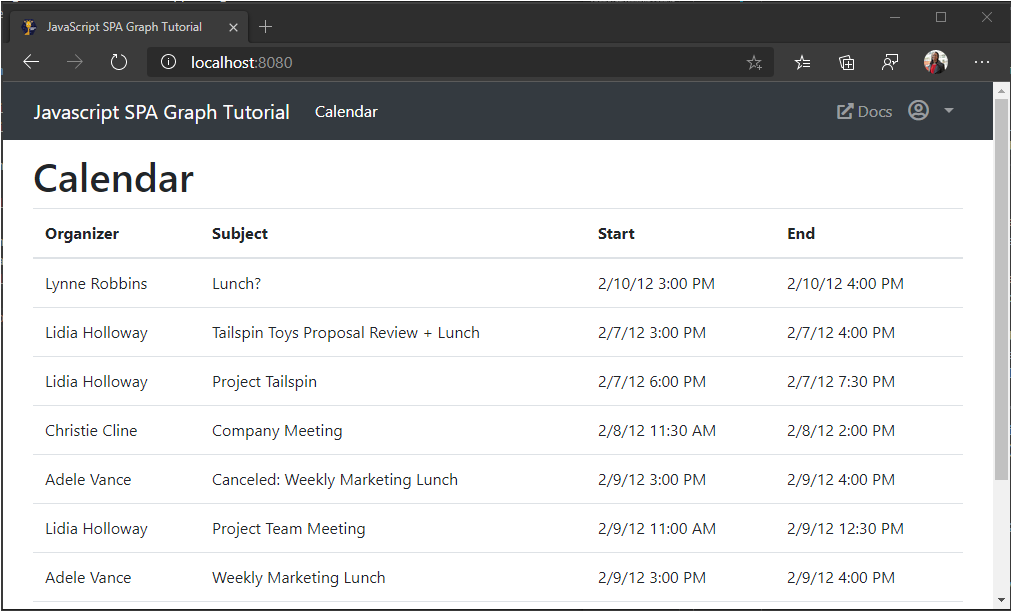 JavaScript SPA Graph Tutorial
localhost:8080
Javascript SPA Graph Tutorial Calendar Docs
Calendar
Organizer Subject Start End
Lynne Robbins Lunch? 2/10/12 3:00 PM 2/10/12 4:00 PM
Lidia Holloway Tailspin Toys Proposal Review + Lunch 2/7/12 3:00 PM 2/7/12 4:00 PM
Lidia Holloway Project Tailspin 2/7/12 6:00 PM 2/7/12 7:30 PM
Christie Cline Company Meeting 2/8/12 11:30 AM 2/8/12 2:00 PM
Adele Vance Canceled: Weekly Marketing Lunch 2/9/12 3:00 PM 2/9/12 4:00 PM
Lidia Holloway Project Team Meeting 2/9/12 11:00 AM 2/9/12 12:30 PM
Adele Vance Weekly Marketing Lunch 2/9/12 3:00 PM 2/9/12 4:00 PM